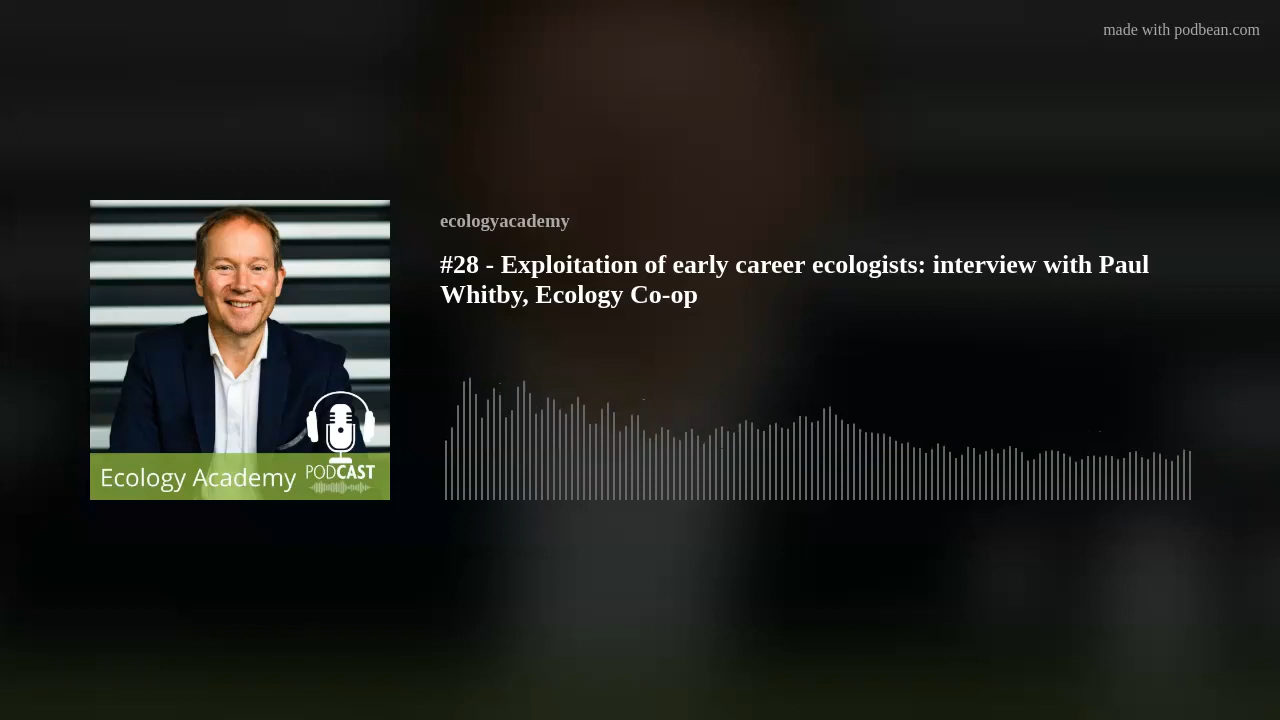 made with podbean.com
ecologyacademy
#28 - Exploitation of early career ecologists: interview with Paul
Whitby, Ecology Co-op
Ecology Academy PODCAST